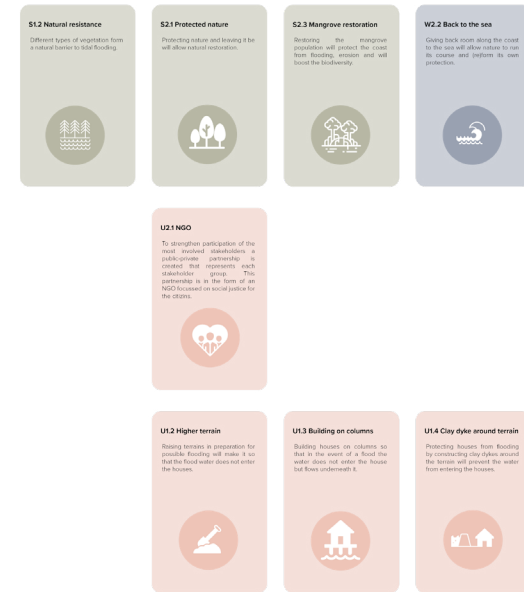 S1.2 Natural resistance
Different types of vegetation form
a natural barrier to tidal flooding.
S2.1 Protected nature
Protecting nature and leaving it be
will allow natural restoration.
S2.3 Mangrove restoration
Restoring the mangrove
population will protect the coast
from flooding, erosion and will
boost the biodiversity.
W2.2 Back to the sea
Giving back room along the coast
to the sea will allow nature to run
its course and (re)form its own
protection.
U2.1 NGO
To strengthen participation of the
most involved stakeholders a
public-private partnership is
created that represents each
stakeholder group. This
partnership is in the form of an
NGO focussed on social justice for
the citizins.
U1.2 Higher terrain
Raising terrains in preparation for
possible flooding will make it so
that the flood water does not enter
the houses.
U1.3 Building on columns
Building houses on columns so
that in the event of a flood the
water does not enter the house
but flows underneath it.
U1.4 Clay dyke around terrain
Protecting houses from flooding
by constructing clay dykes around
the terrain will prevent the water
from entering the houses.